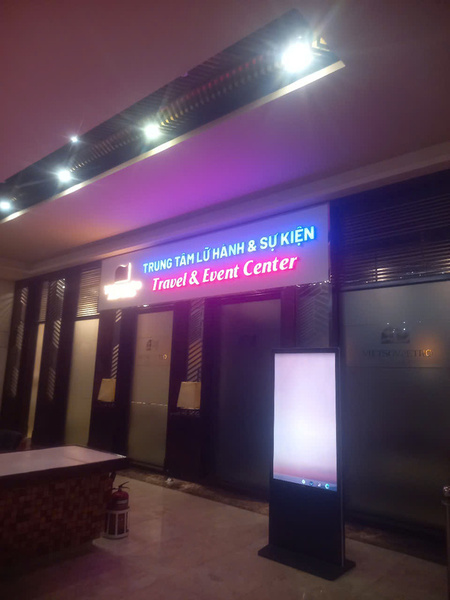 TRUNG TÂM LỮ HÀNH & SỰ KIỆN
Travel & Event Center